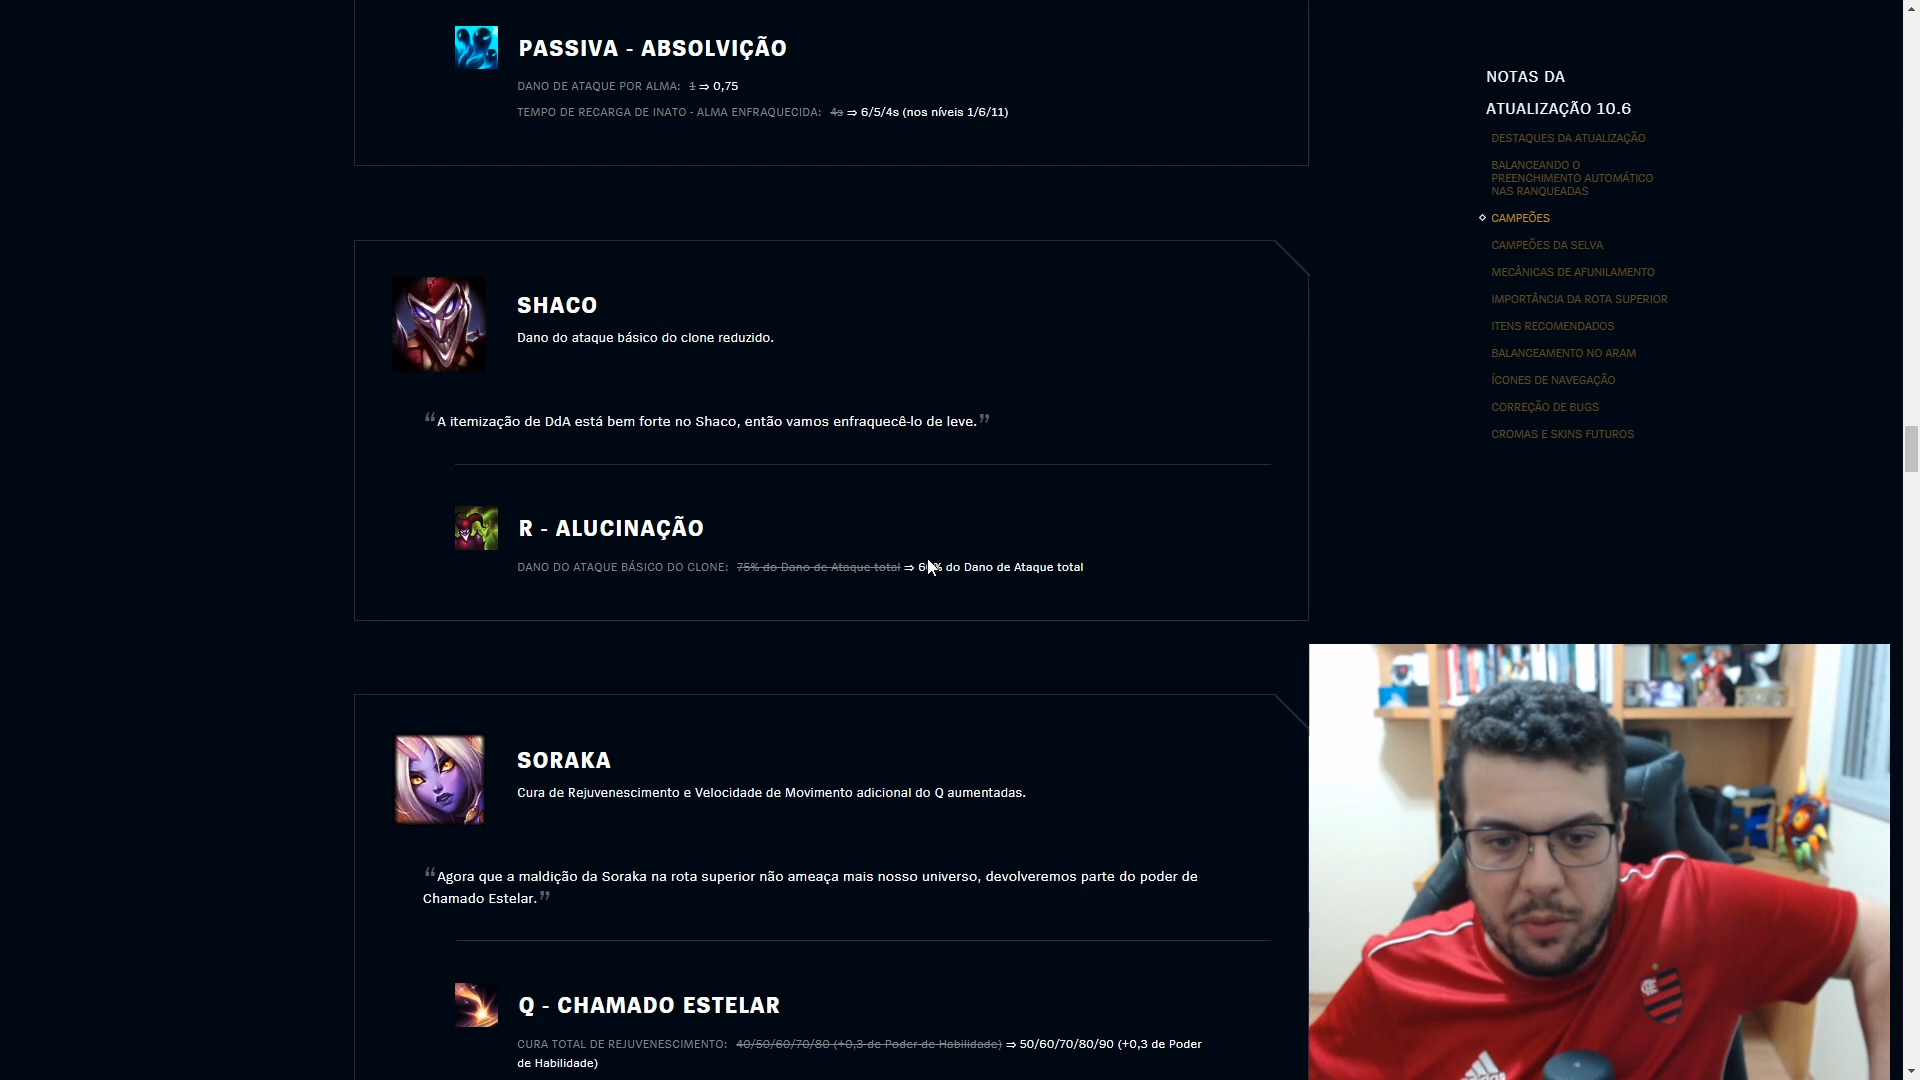 PASSIVA - ABSOLVIÇÃO
DANO DE ATAQUE POR ALMA: 1 ⇒ 0,75
TEMPO DE RECARGA DE INATO - ALMA ENFRAQUECIDA: 4s ⇒ 6/5/4s (nos níveis 1/6/11)
SHACO
Dano do ataque básico do clone reduzido.
“A itemização de DdA está bem forte no Shaco, então vamos enfraquecê-lo de leve.”
R - ALUCINAÇÃO
DANO DO ATAQUE BÁSICO DO CLONE: 75% do Dano de Ataque total ⇒ do Dano de Ataque total
SORAKA
Cura de Rejuvenescimento e Velocidade de Movimento adicional do Q aumentadas.
“Agora que a maldição da Soraka na rota superior não ameaça mais nosso universo, devolveremos parte do poder de
Chamado Estelar.”
Q - CHAMADO ESTELAR
CURA TOTAL DE REJUVENESCIMENTO: 40/50/60/70/80 (+0,3 de Poder de Habilidade) ⇒ 50/60/70/80/90 (+0,3 de Poder
de Habilidade)
NOTAS DA
ATUALIZAÇÃO 10.6
DESTAQUES DA ATUALIZAÇÃO
BALANCEANDO O
PREENCHIMENTO AUTOMÁTICO
NAS RANQUEADAS
CAMPEÕES
CAMPEÕES DA SELVA
MECÂNICAS DE AFUNILAMENTO
IMPORTÂNCIA DA ROTA SUPERIOR
ITENS RECOMENDADOS
BALANCEAMENTO NO ARAM
ÍCONES DE NAVEGAÇÃO
CORREÇÃO DE BUGS
CROMAS E SKINS FUTUROS